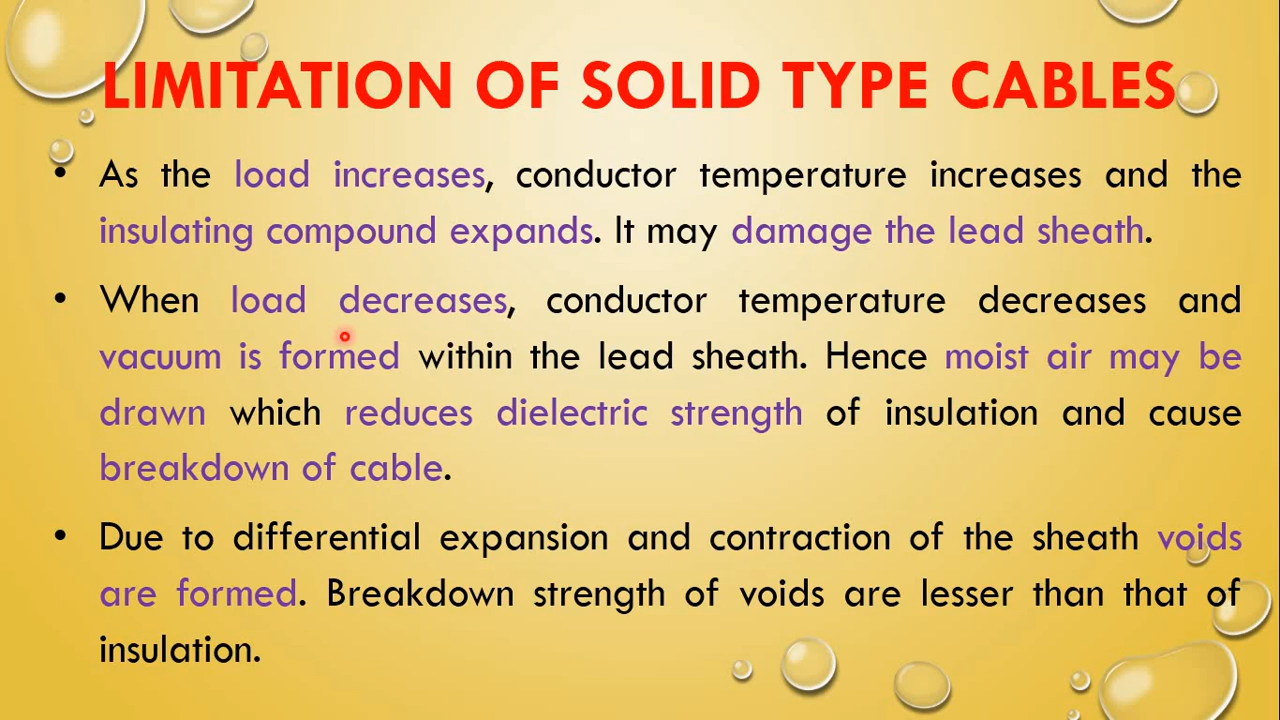 LIMITATION OF SOLID TYPE CABLES
• As the load increases, conductor temperature increases and the
insulating compound expands. It may damage the lead sheath.
• When load decreases, conductor temperature decreases and
vacuum is formed within the lead sheath. Hence moist air may be
drawn which reduces dielectric strength of insulation and cause
breakdown of cable.
• Due to differential expansion and contraction of the sheath voids
are formed. Breakdown strength of voids are lesser than that of
insulation.